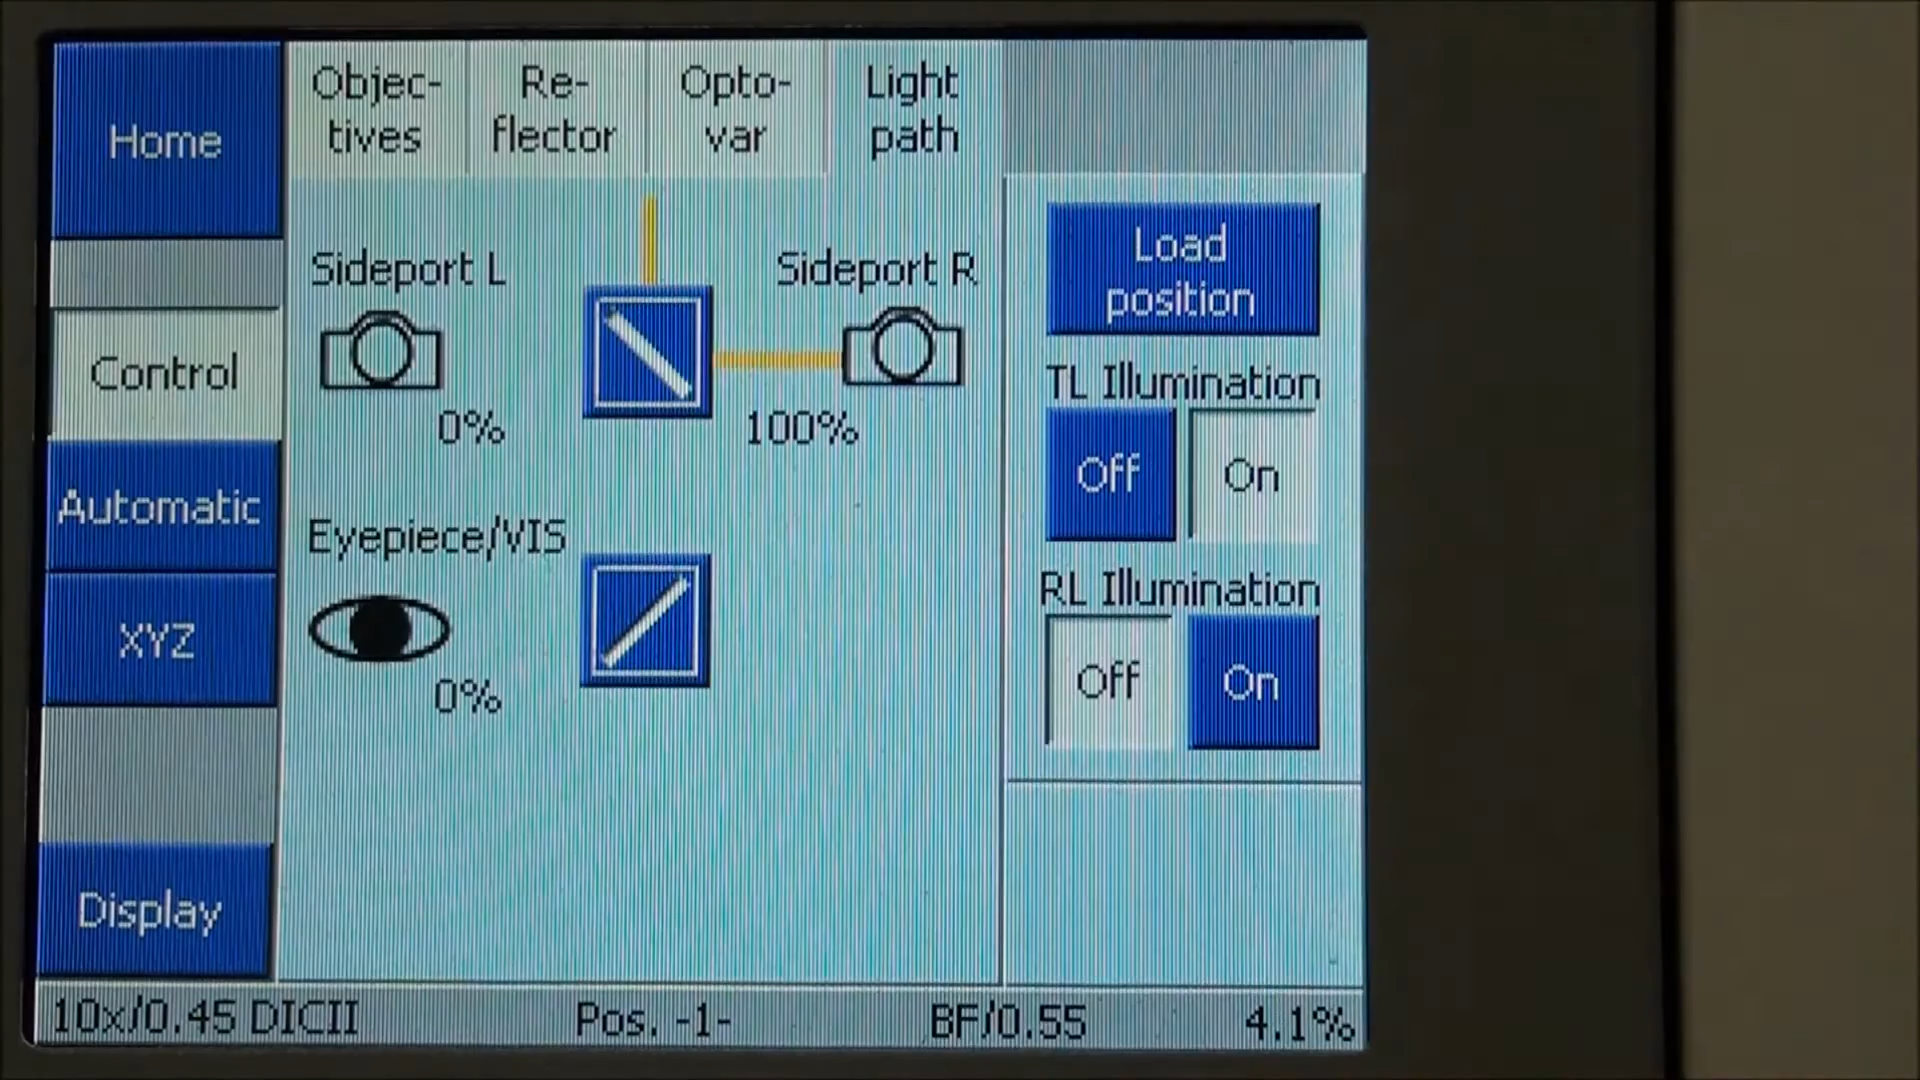 Home
Objec-
tives
Re-
flector
Opto-
var
Light
path
Control
Automatic
XYZ
Display
Sideport L
0%
Sideport R
100%
Eyepiece/VIS
0%
Load
position
TL Illumination
Off
On
RL Illumination
Off
On
10x/0.45 DICII
Pos. -1-
BF/0.55
4.1%